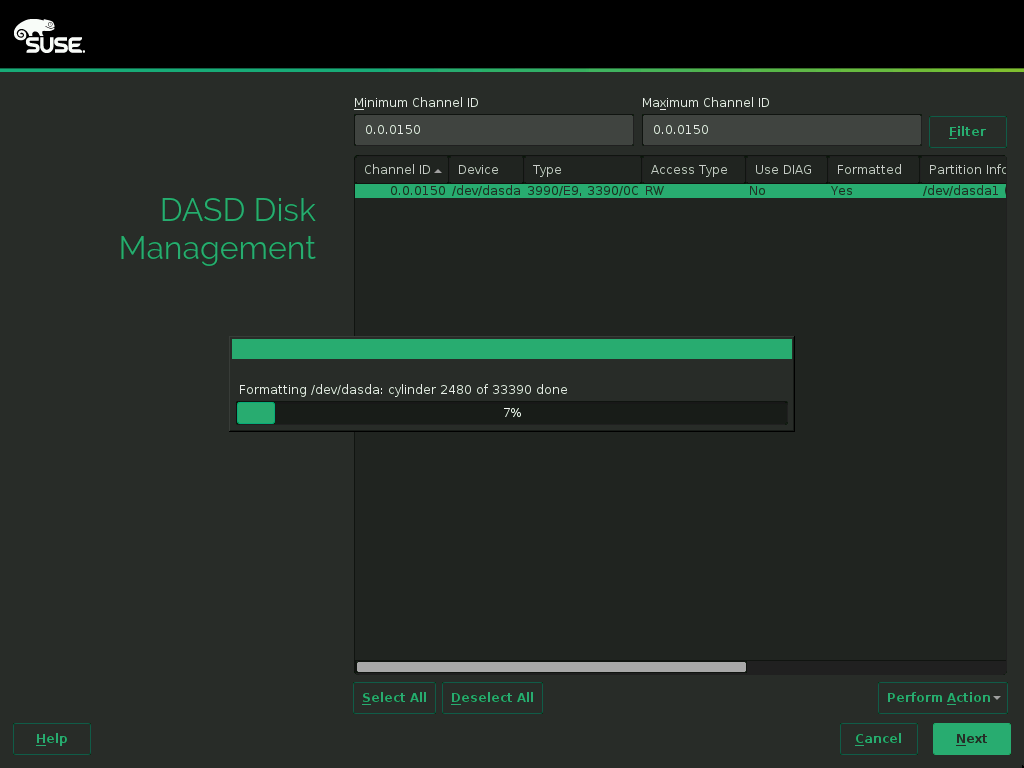 SUSE.
Minimum Channel ID
Maximum Channel ID
0.0.0150
0.0.0150
Filter
Channel ID Device Type Access Type Use DIAG Formatted Partition Info
0.0.0150 /dev/dasda 3990/E9, 3390/0C RW No Yes /dev/dasda1
DASD Disk
Management
Formatting /dev/dasda: cylinder 2480 of 33390 done
7%
Select All
Deselect All
Perform Action
Help
Cancel
Next